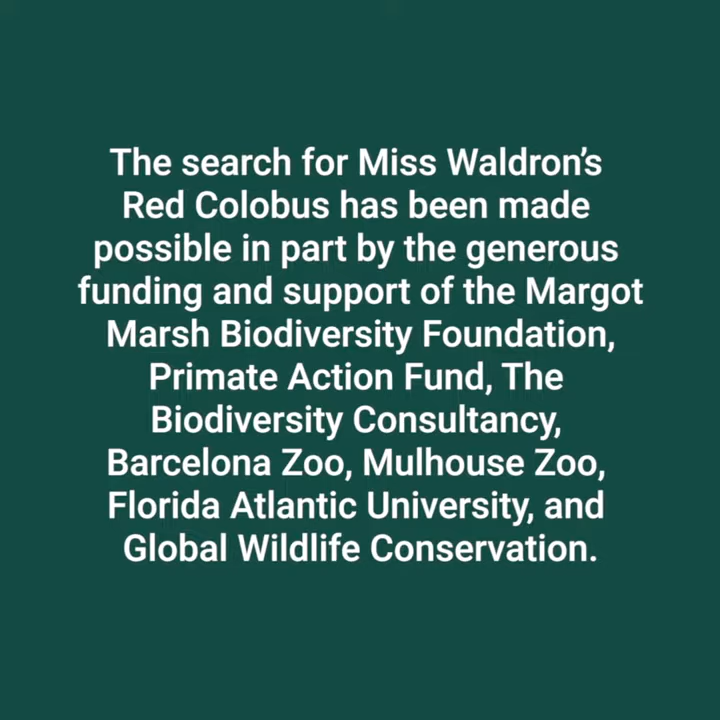 The search for Miss Waldron's
Red Colobus has been made
possible in part by the generous
funding and support of the Margot
Marsh Biodiversity Foundation,
Primate Action Fund, The
Biodiversity Consultancy,
Barcelona Zoo, Mulhouse Zoo,
Florida Atlantic University, and
Global Wildlife Conservation.